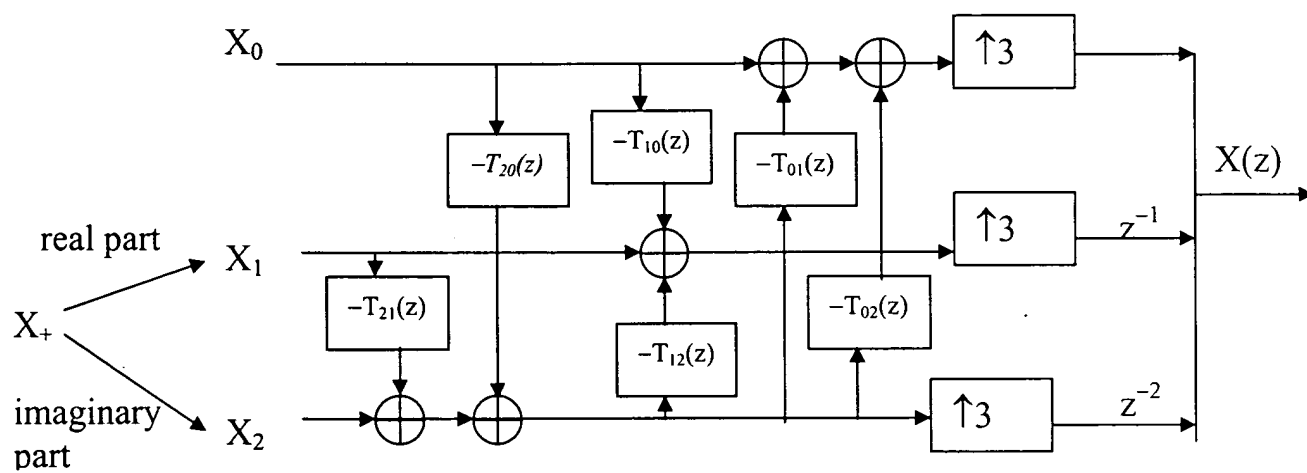 X₀
↑3
−T₂₀(z)
−T₁₀(z)
−T₀₁(z)
X(z)
real part
X₁
↑3
z⁻¹
−T₂₁(z)
−T₀₂(z)
X₊
−T₁₂(z)
imaginary
part
X₂
↑3
z⁻²